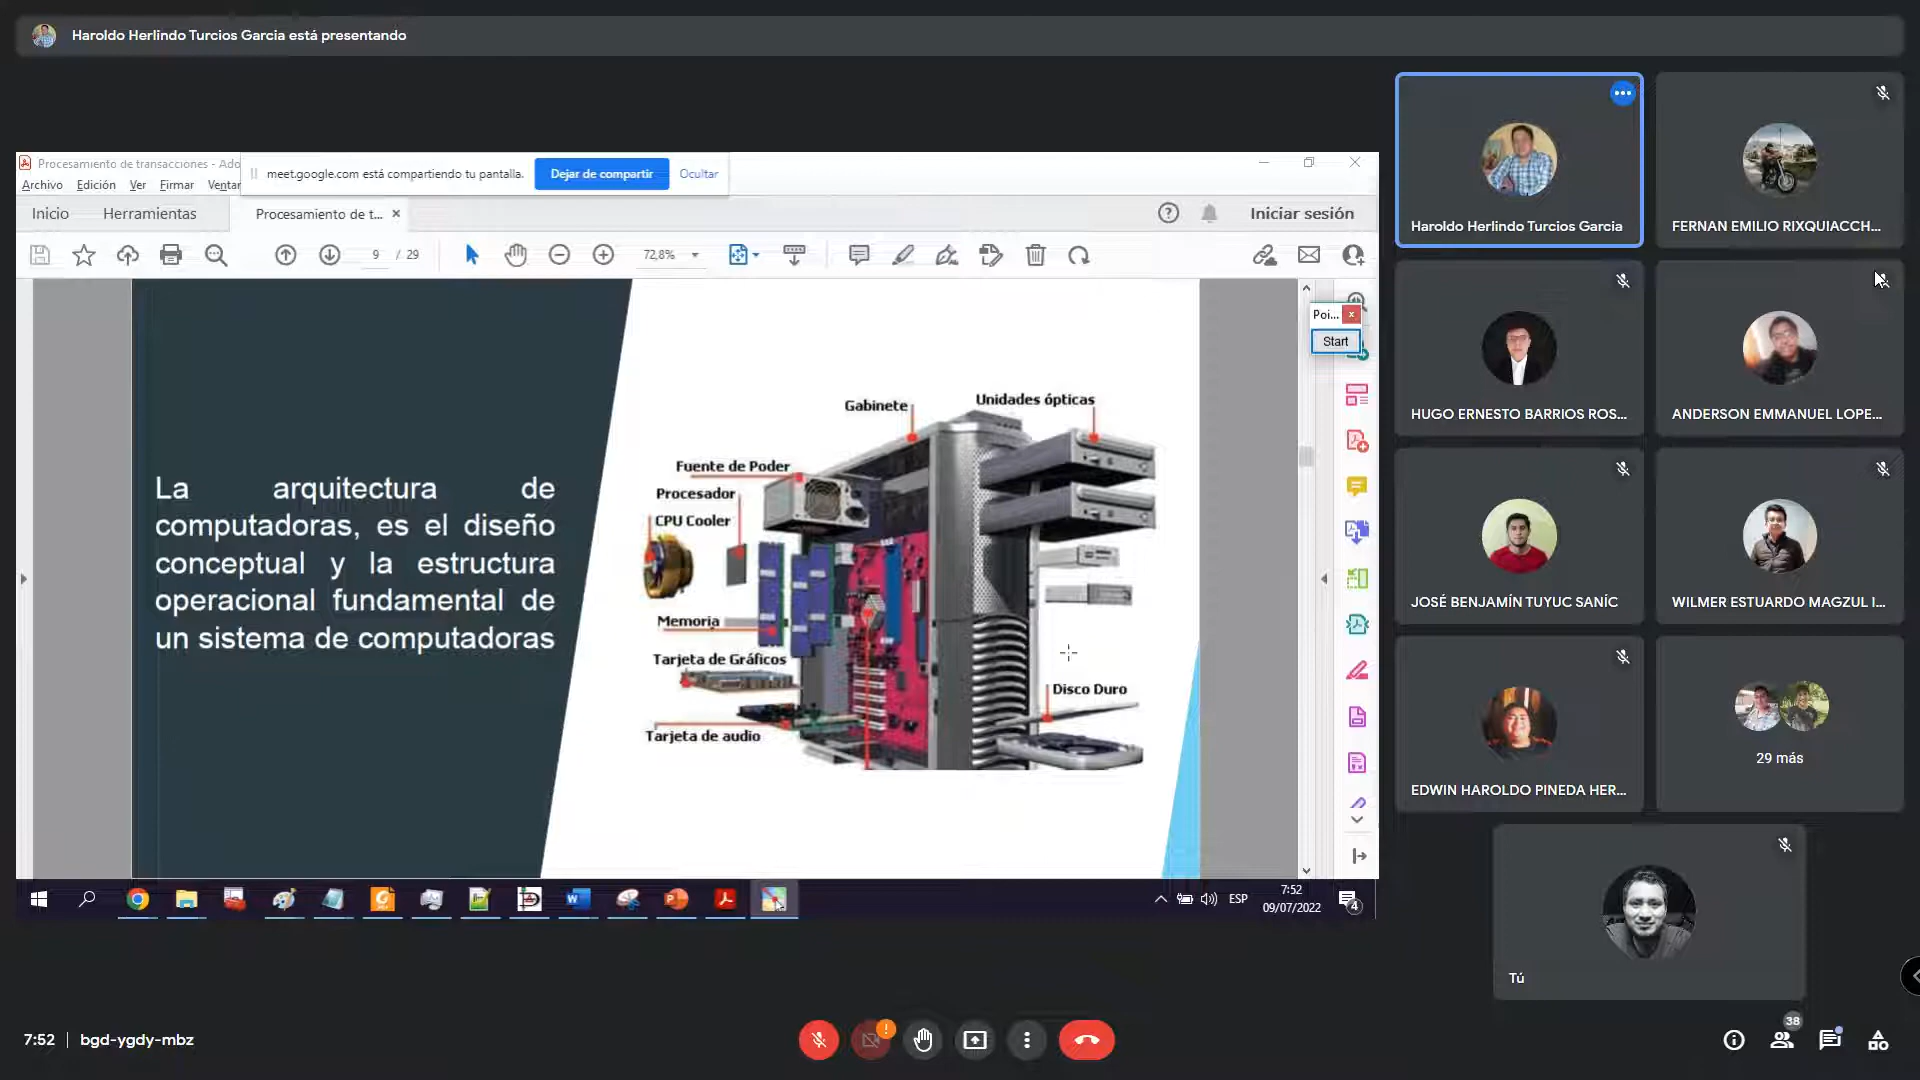 Haroldo Herlindo Turcios Garcia está presentando
Procesamiento de transacciones - Ado
meet.google.com está compartiendo tu pantalla.
Dejar de compartir
Ocultar
Archivo Edición Ver Firmar Ventan
Inicio Herramientas Procesamiento de t... Iniciar sesión
9 / 29 72,8%
Poi...
Start
La arquitectura de
computadoras, es el diseño
conceptual y la estructura
operacional fundamental de
un sistema de computadoras
Gabinete
Unidades ópticas
Fuente de Poder
Procesador
CPU Cooler
Memoria
Tarjeta de Gráficos
Disco Duro
Tarjeta de audio
ESP
7:52
09/07/2022
4
Haroldo Herlindo Turcios Garcia
FERNAN EMILIO RIXQUIACCH...
HUGO ERNESTO BARRIOS ROS...
ANDERSON EMMANUEL LOPE...
JOSÉ BENJAMÍN TUYUC SANÍC
WILMER ESTUARDO MAGZUL I...
EDWIN HAROLDO PINEDA HER...
29 más
Tú
7:52 | bgd-ygdy-mbz
38